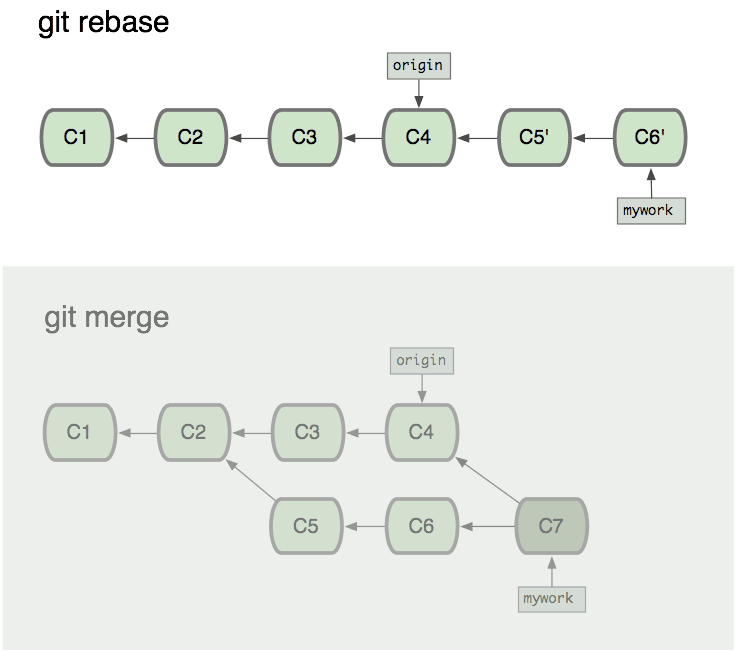 git rebase
origin
C1 C2 C3 C4 C5' C6'
mywork
git merge
origin
C1 C2 C3 C4
C5 C6 C7
mywork